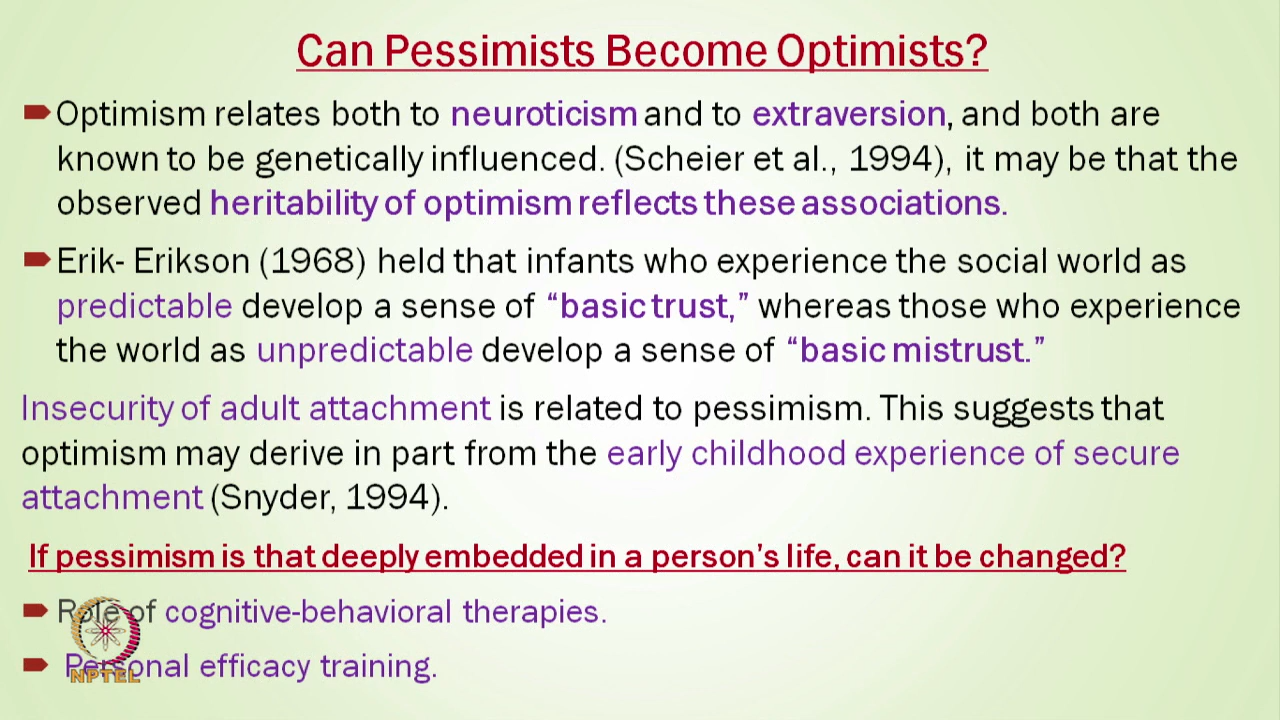 Can Pessimists Become Optimists?
Optimism relates both to neuroticism and to extraversion, and both are
known to be genetically influenced. (Scheier et al., 1994), it may be that the
observed heritability of optimism reflects these associations.
Erik- Erikson (1968) held that infants who experience the social world as
predictable develop a sense of “basic trust,” whereas those who experience
the world as unpredictable develop a sense of “basic mistrust.”
Insecurity of adult attachment is related to pessimism. This suggests that
optimism may derive in part from the early childhood experience of secure
attachment (Snyder, 1994).
If pessimism is that deeply embedded in a person’s life, can it be changed?
Role of cognitive-behavioral therapies.
Personal efficacy training.
NPTEL